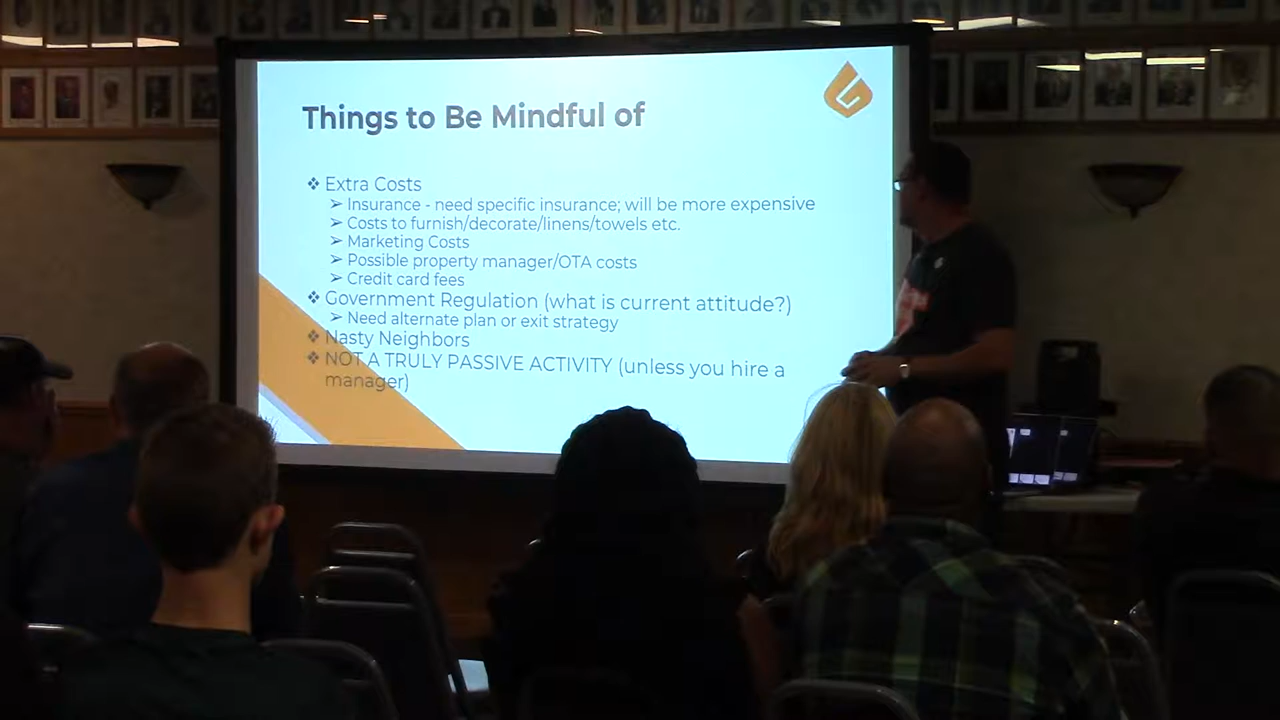 Things to Be Mindful of
❖ Extra Costs
➢ Insurance - need specific insurance; will be more expensive
➢ Costs to furnish/decorate/linens/towels etc.
➢ Marketing Costs
➢ Possible property manager/OTA costs
➢ Credit card fees
❖ Government Regulation (what is current attitude?)
➢ Need alternate plan or exit strategy
❖ Nasty Neighbors
❖ NOT A TRULY PASSIVE ACTIVITY (unless you hire a
manager)